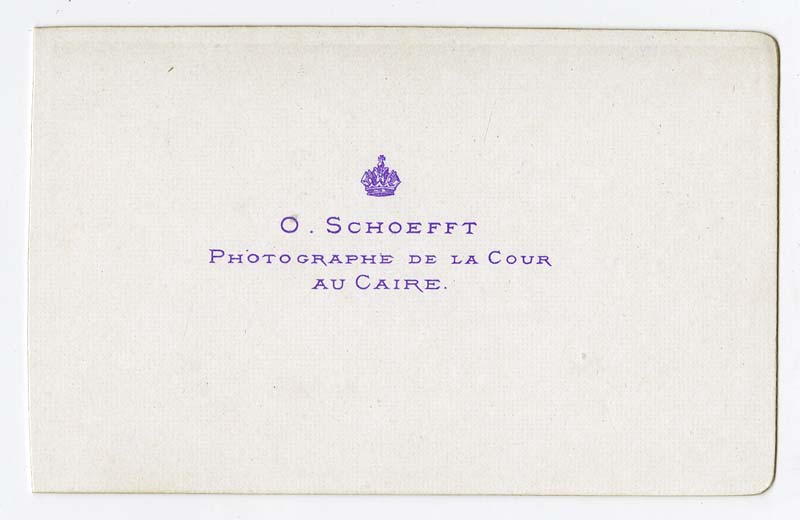 O. Schoefft
Photographe de la Cour
au Caire.